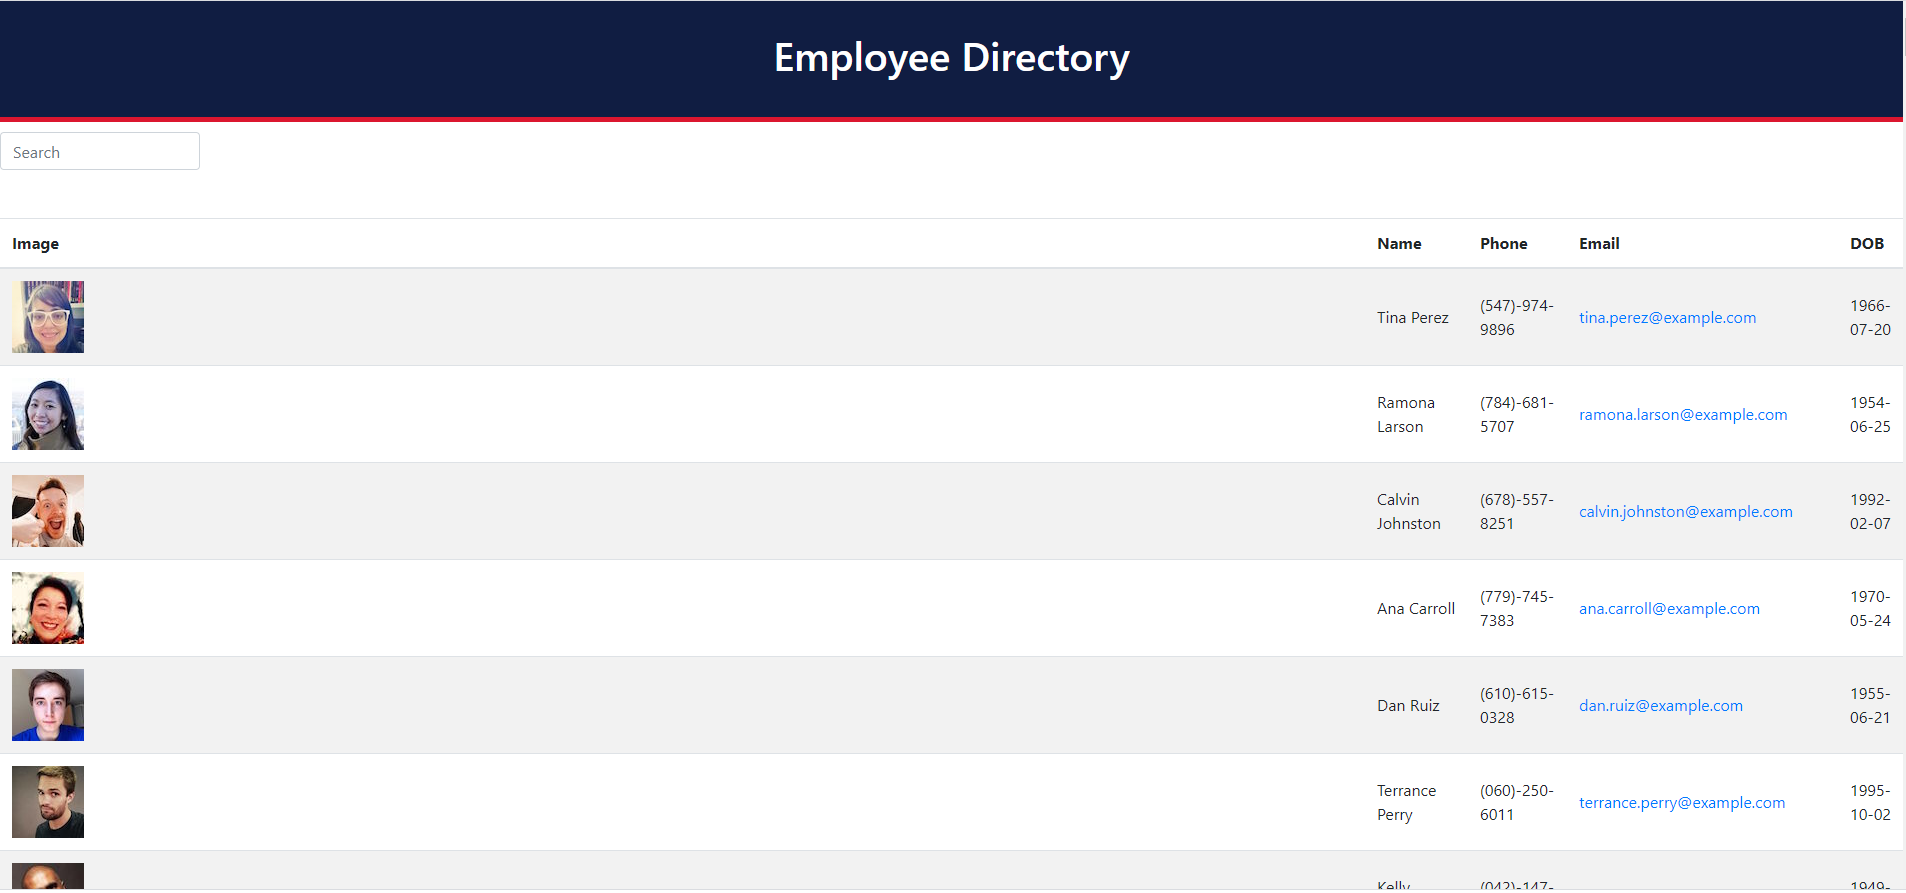 Employee Directory
Search
Image Name Phone Email DOB
Tina Perez (547)-974- tina.perez@example.com 1966-
9896 07-20
Ramona (784)-681- ramona.larson@example.com 1954-
Larson 5707 06-25
Calvin (678)-557- calvin.johnston@example.com 1992-
Johnston 8251 02-07
Ana Carroll (779)-745- ana.carroll@example.com 1970-
7383 05-24
Dan Ruiz (610)-615- dan.ruiz@example.com 1955-
0328 06-21
Terrance (060)-250- terrance.perry@example.com 1995-
Perry 6011 10-02
Kelly (042)-147- 1949-